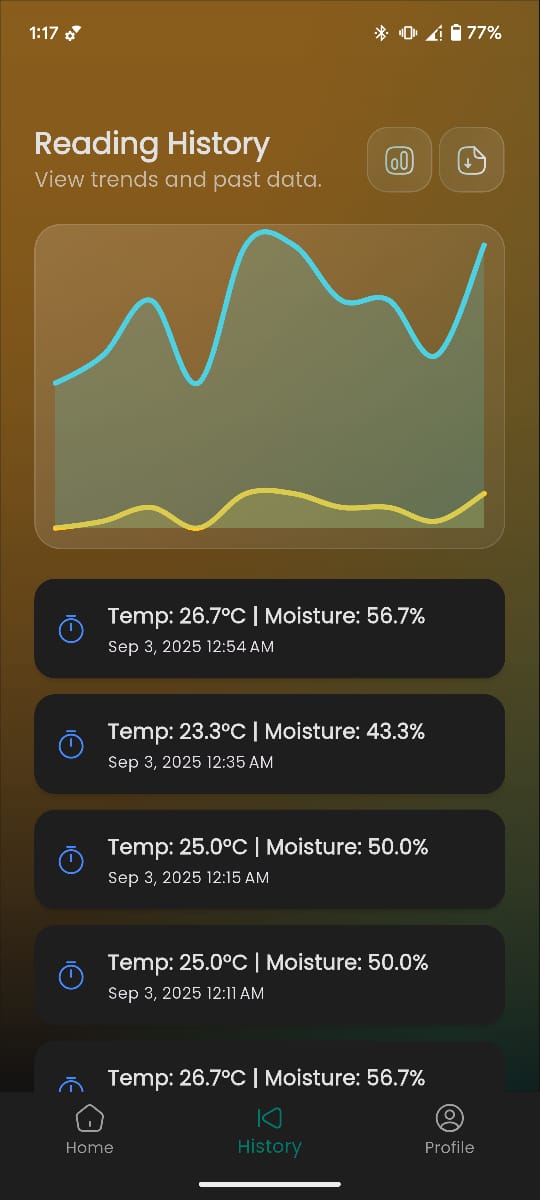 1:17 77%
Reading History
View trends and past data.
Temp: 26.7°C | Moisture: 56.7%
Sep 3, 2025 12:54 AM
Temp: 23.3°C | Moisture: 43.3%
Sep 3, 2025 12:35 AM
Temp: 25.0°C | Moisture: 50.0%
Sep 3, 2025 12:15 AM
Temp: 25.0°C | Moisture: 50.0%
Sep 3, 2025 12:11 AM
Temp: 26.7°C | Moisture: 56.7%
Home History Profile